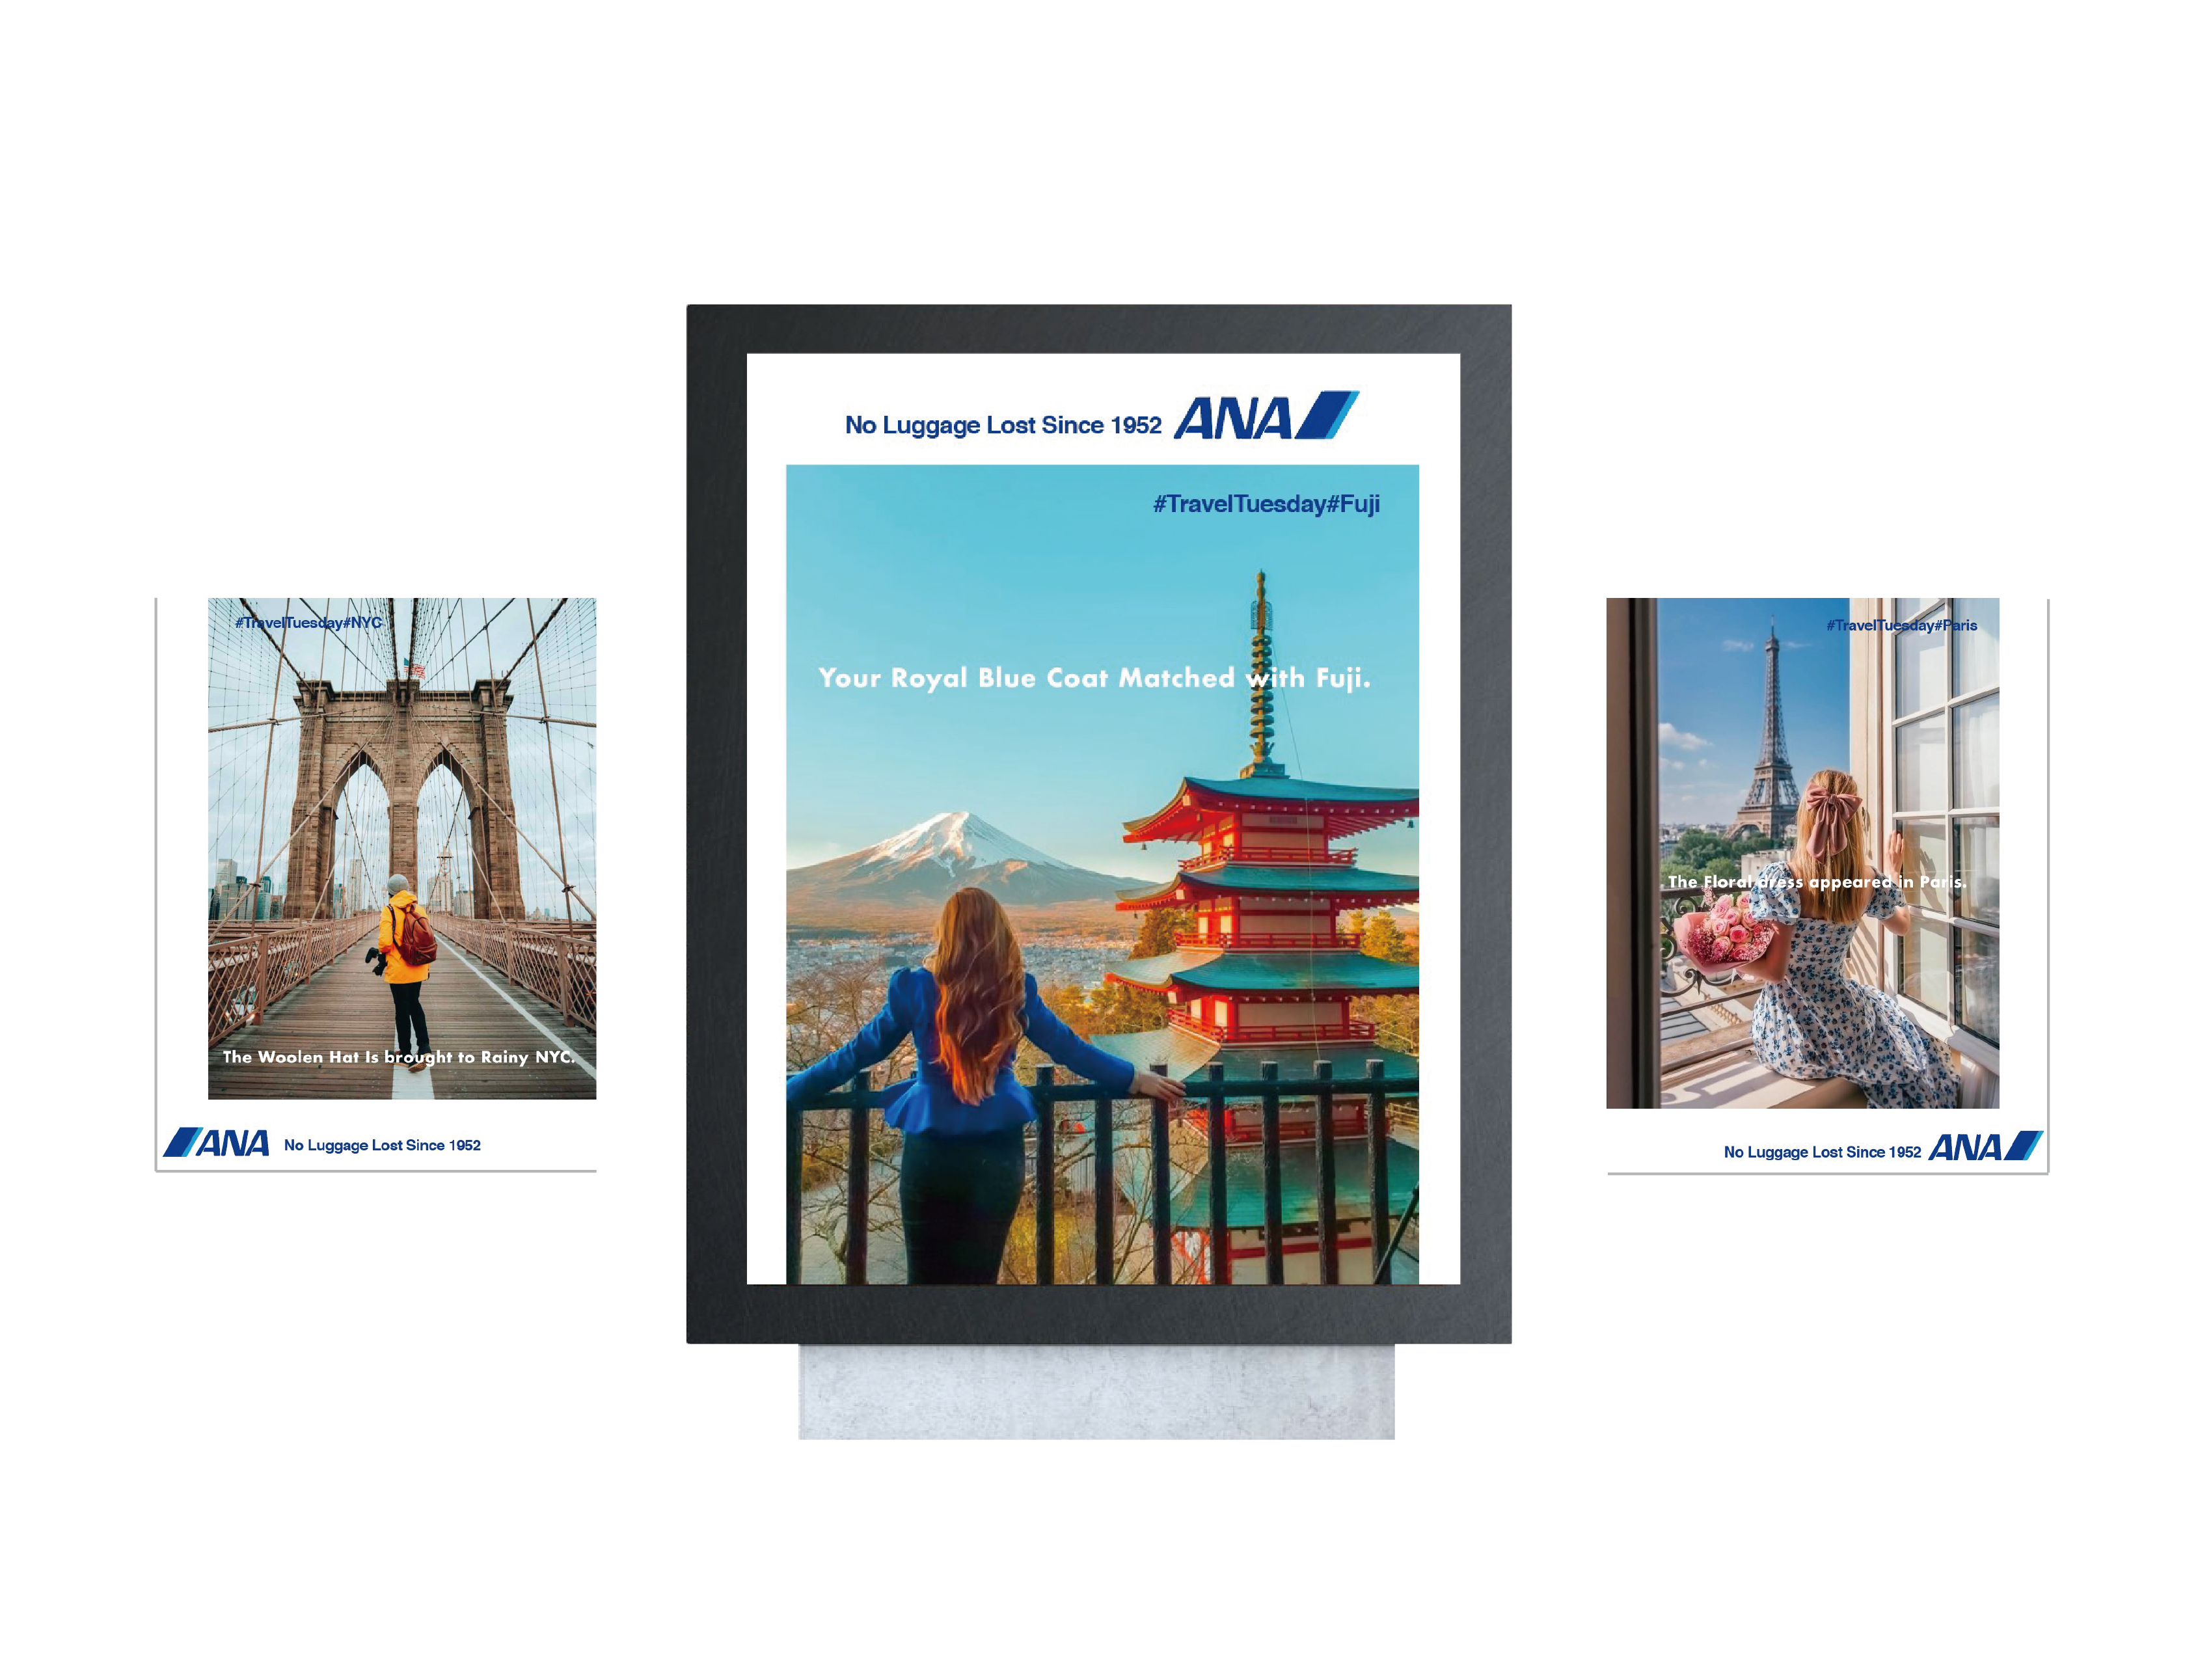 #TravelTuesday#NYC
The Woolen Hat Is brought to Rainy NYC.
ANA No Luggage Lost Since 1952
No Luggage Lost Since 1952 ANA
#TravelTuesday#Fuji
Your Royal Blue Coat Matched with Fuji.
#TravelTuesday#Paris
The Floral dress appeared in Paris.
No Luggage Lost Since 1952 ANA